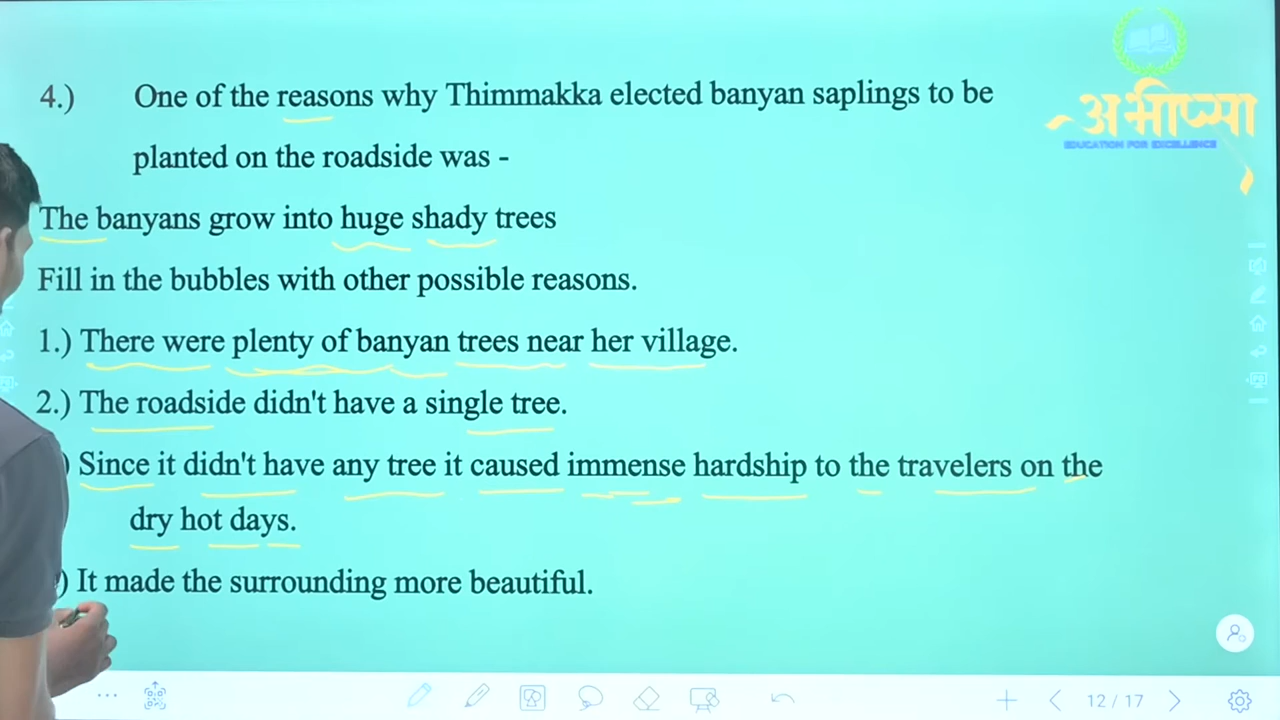 अभीप्सा
EDUCATION FOR EXCELLENCE
4.) One of the reasons why Thimmakka elected banyan saplings to be
planted on the roadside was -
The banyans grow into huge shady trees
Fill in the bubbles with other possible reasons.
1.) There were plenty of banyan trees near her village.
2.) The roadside didn't have a single tree.
) Since it didn't have any tree it caused immense hardship to the travelers on the
dry hot days.
) It made the surrounding more beautiful.
12 / 17